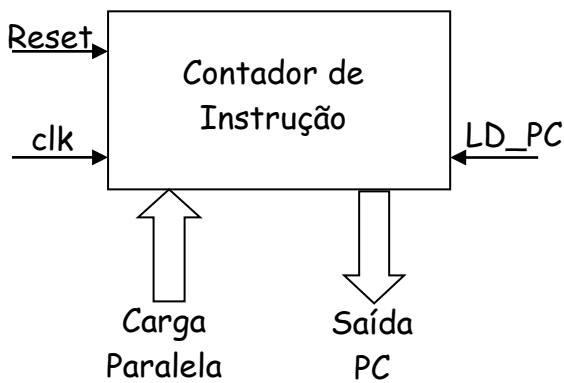 Reset
Contador de
Instrução
clk
LD_PC
Carga
Paralela
Saída
PC